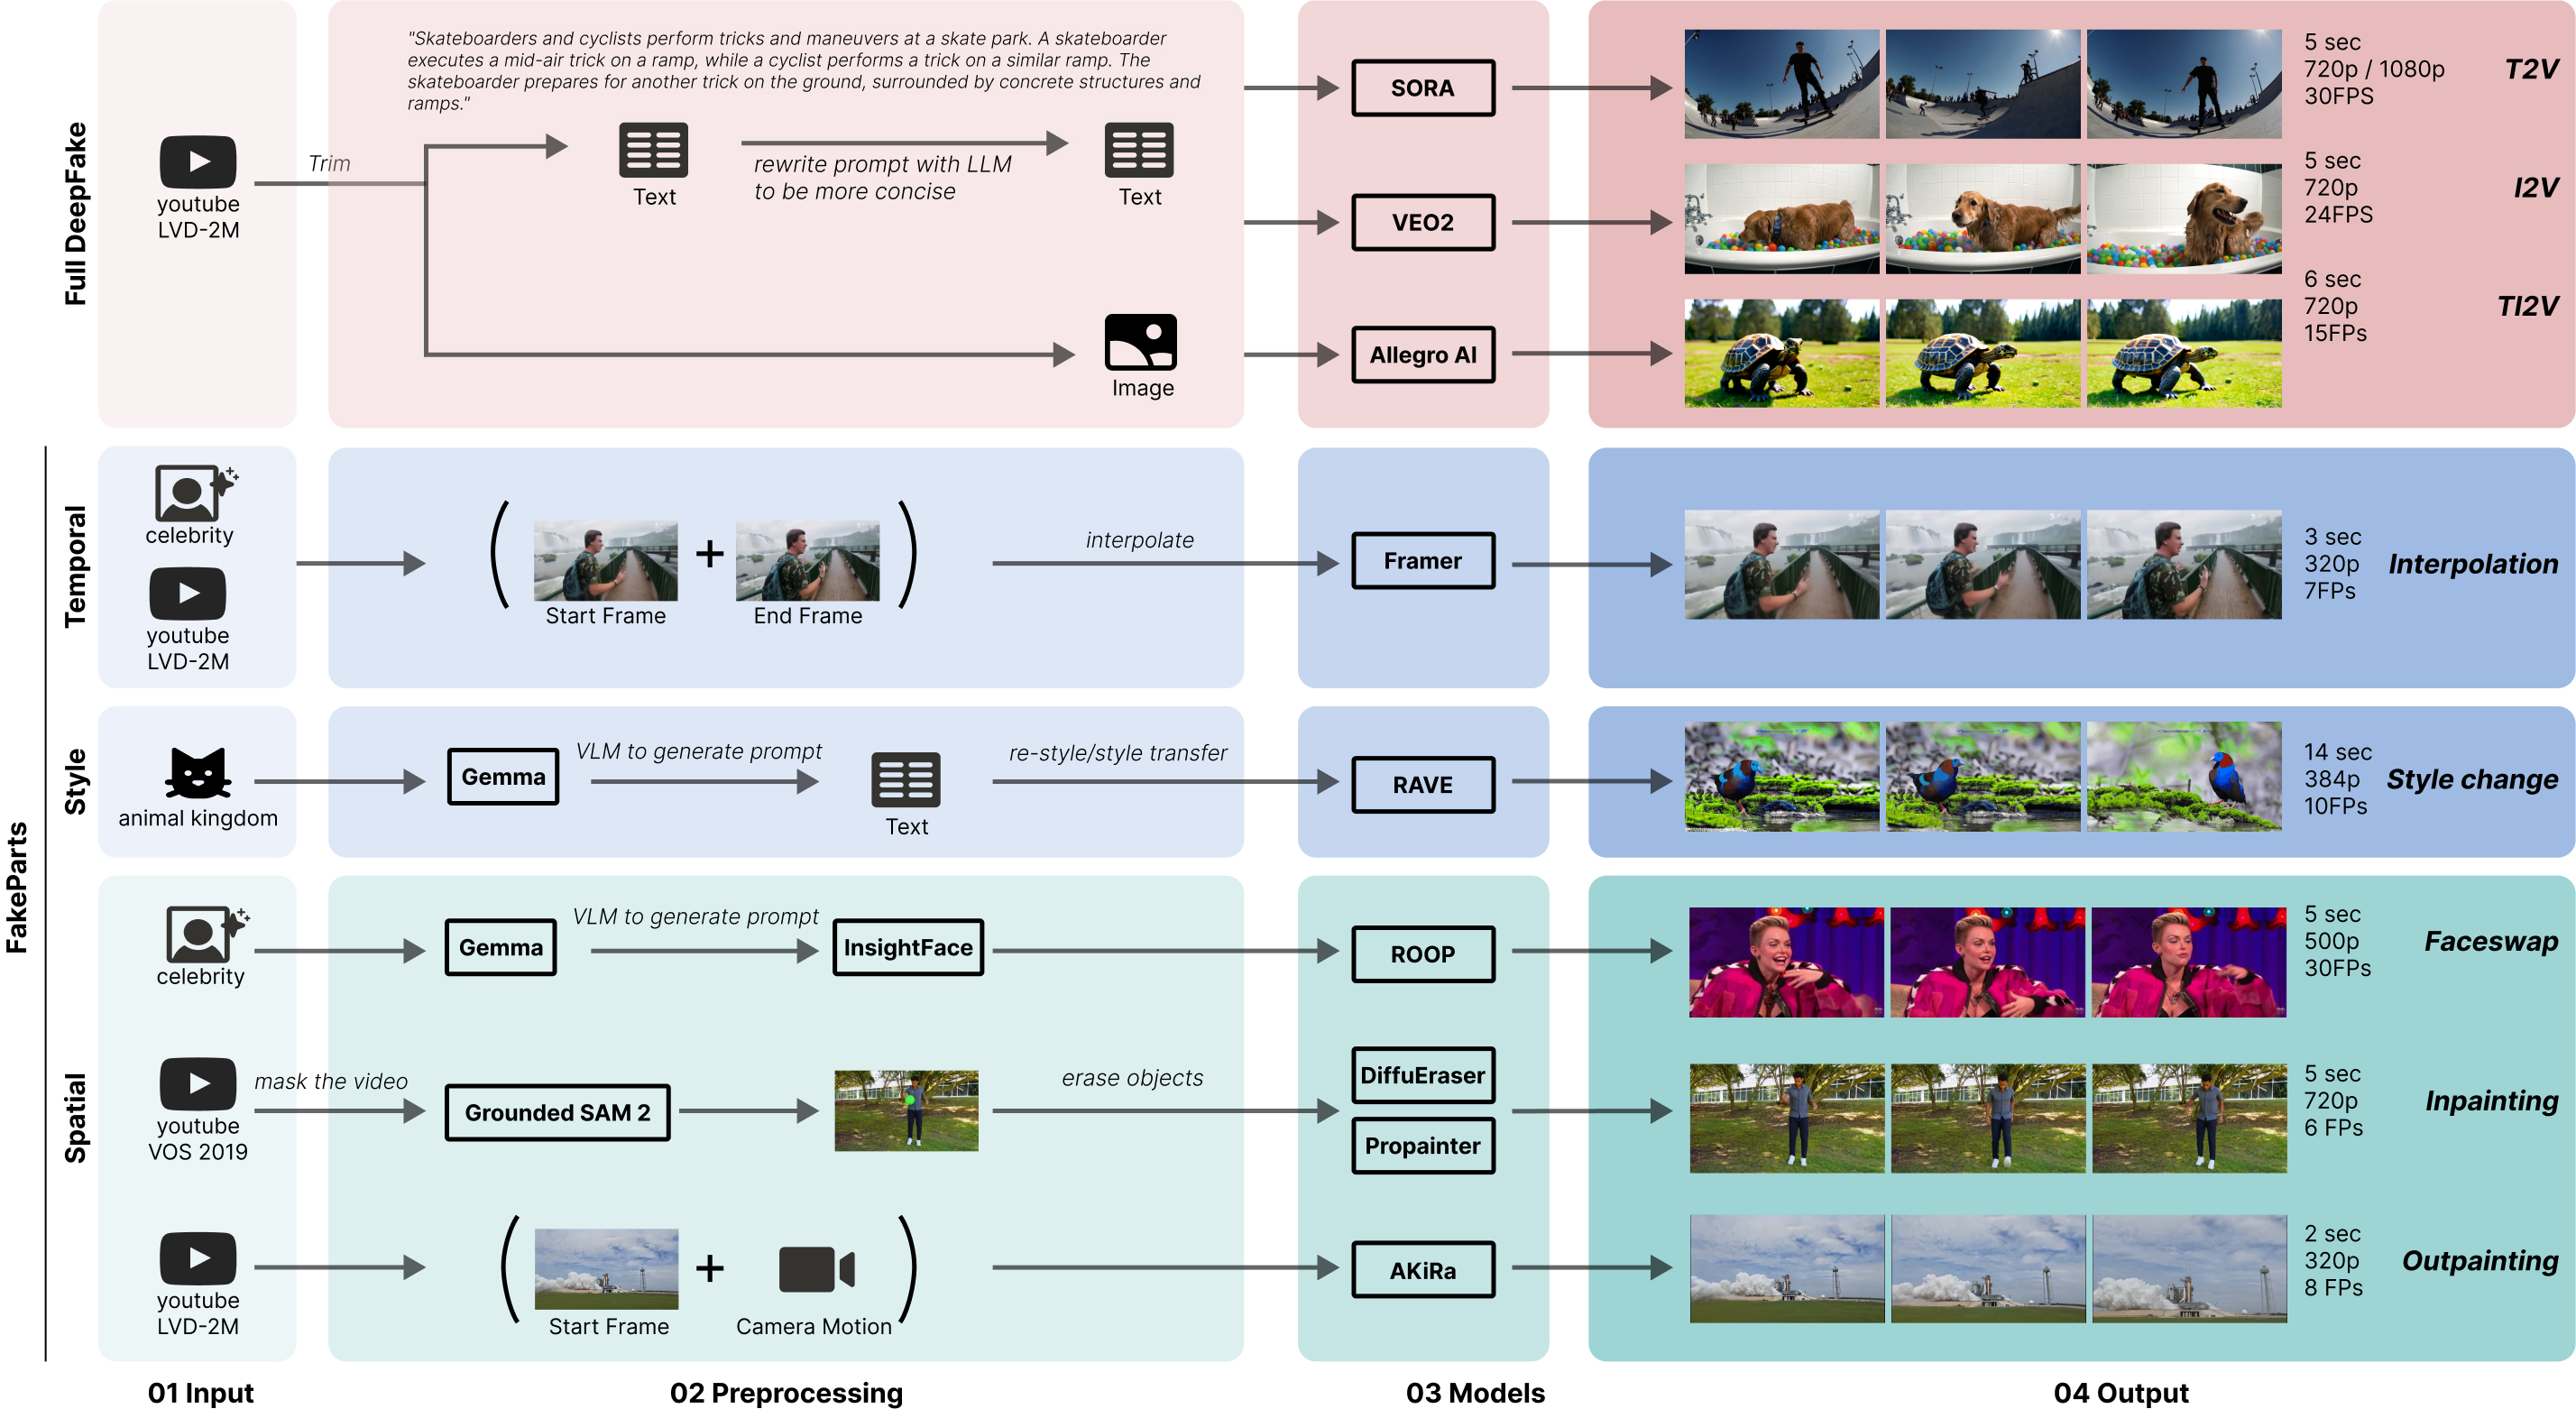 Full DeepFake
youtube
LVD-2M
Trim
"Skateboarders and cyclists perform tricks and maneuvers at a skate park. A skateboarder
executes a mid-air trick on a ramp, while a cyclist performs a trick on a similar ramp. The
skateboarder prepares for another trick on the ground, surrounded by concrete structures and
ramps."
Text
rewrite prompt with LLM
to be more concise
Text
Image
SORA
VEO2
Allegro AI
5 sec
720p / 1080p
30FPS
T2V
5 sec
720p
24FPS
I2V
6 sec
720p
15FPs
TI2V
FakeParts
Temporal
celebrity
youtube
LVD-2M
Start Frame
+
End Frame
interpolate
Framer
3 sec
320p
7FPs
Interpolation
Style
animal kingdom
Gemma
VLM to generate prompt
Text
re-style/style transfer
RAVE
14 sec
384p
10FPs
Style change
Spatial
celebrity
Gemma
VLM to generate prompt
InsightFace
ROOP
5 sec
500p
30FPs
Faceswap
youtube
VOS 2019
mask the video
Grounded SAM 2
erase objects
DiffuEraser
Propainter
5 sec
720p
6 FPs
Inpainting
youtube
LVD-2M
Start Frame
+
Camera Motion
AKiRa
2 sec
320p
8 FPs
Outpainting
01 Input
02 Preprocessing
03 Models
04 Output